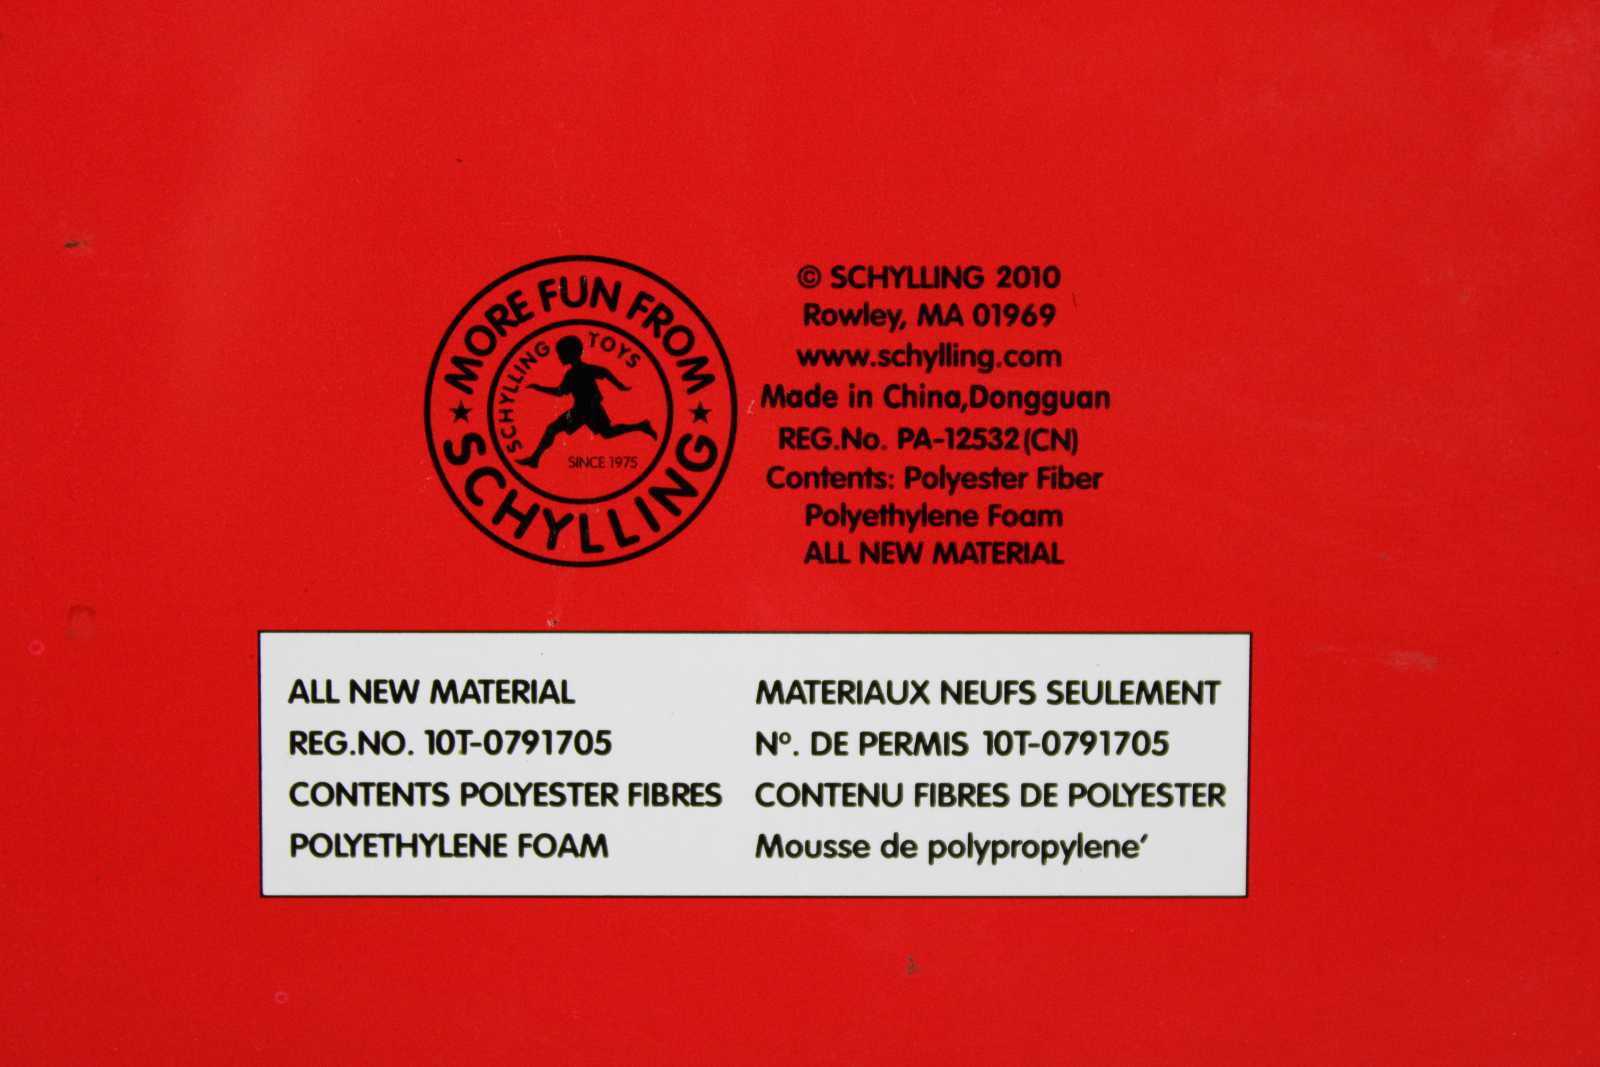 MORE FUN FROM
SCHYLLING
SCHYLLING TOYS
SINCE 1975
© SCHYLLING 2010
Rowley, MA 01969
www.schylling.com
Made in China,Dongguan
REG.No. PA-12532(CN)
Contents: Polyester Fiber
Polyethylene Foam
ALL NEW MATERIAL
ALL NEW MATERIAL
REG.NO. 10T-0791705
CONTENTS POLYESTER FIBRES
POLYETHYLENE FOAM
MATERIAUX NEUFS SEULEMENT
Nº. DE PERMIS 10T-0791705
CONTENU FIBRES DE POLYESTER
Mousse de polypropylene′